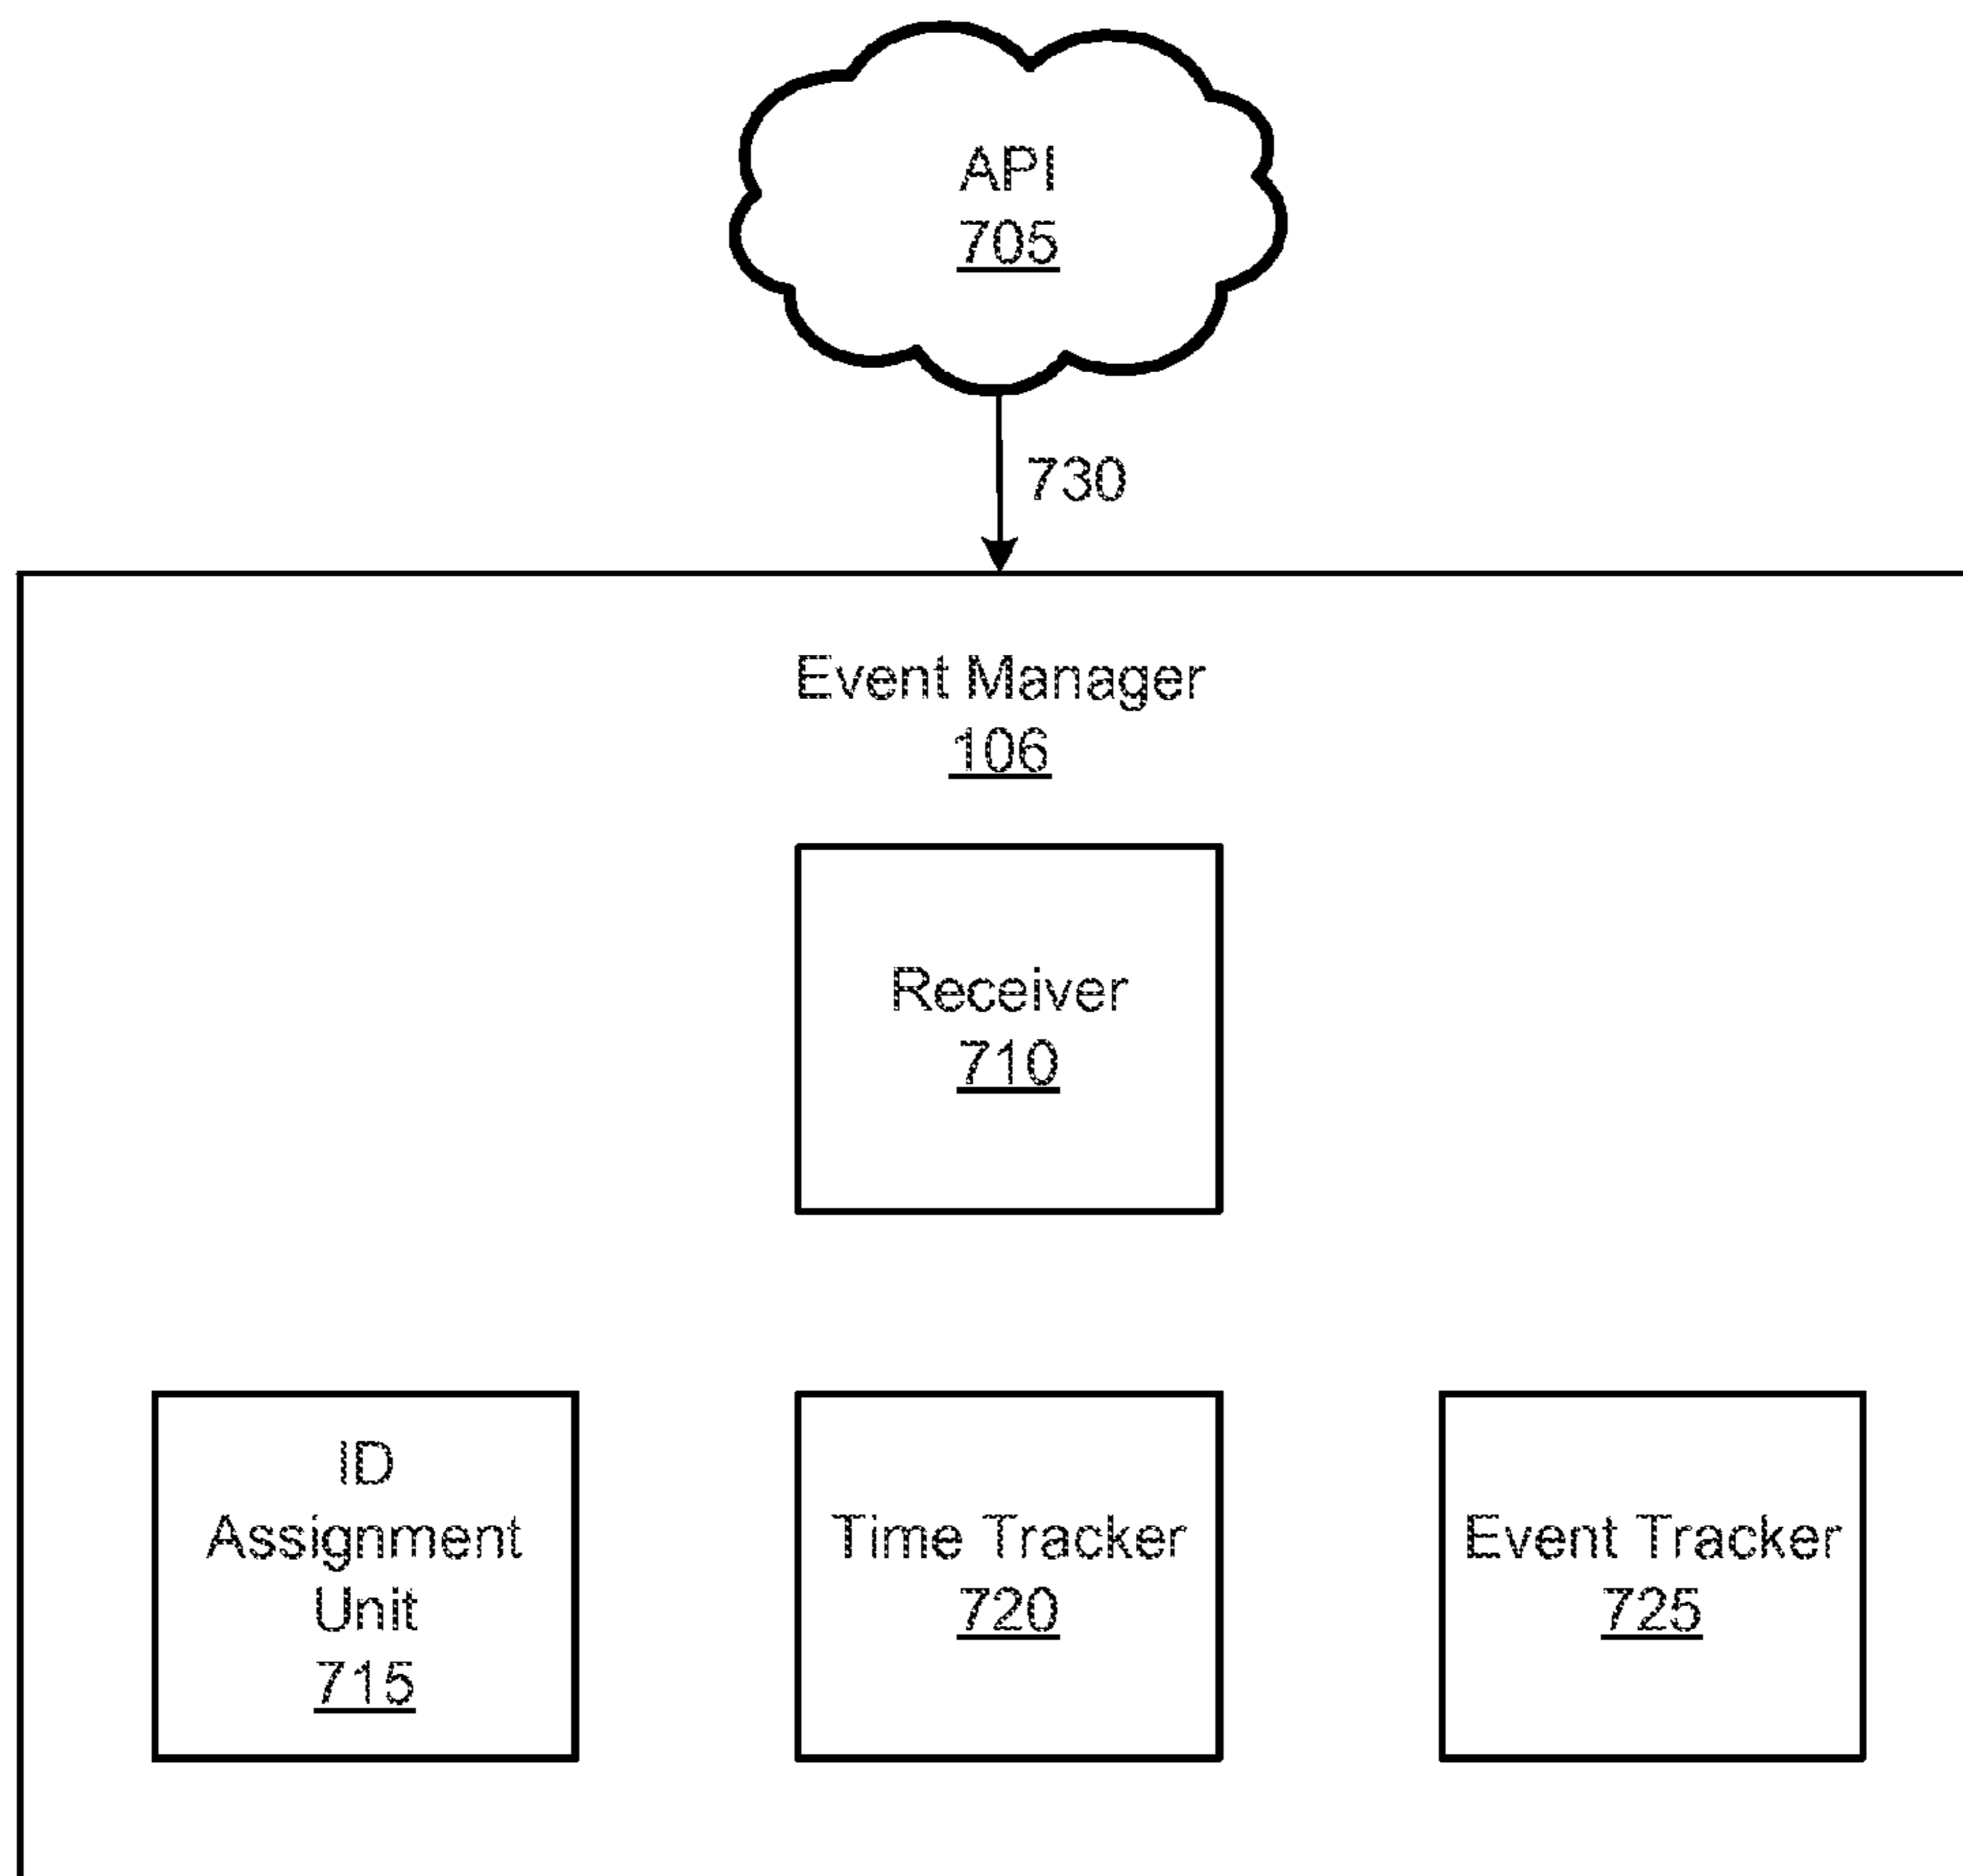 API
705
730
Event Manager
106
Receiver
710
ID
Assignment
Unit
715
Time Tracker
720
Event Tracker
725